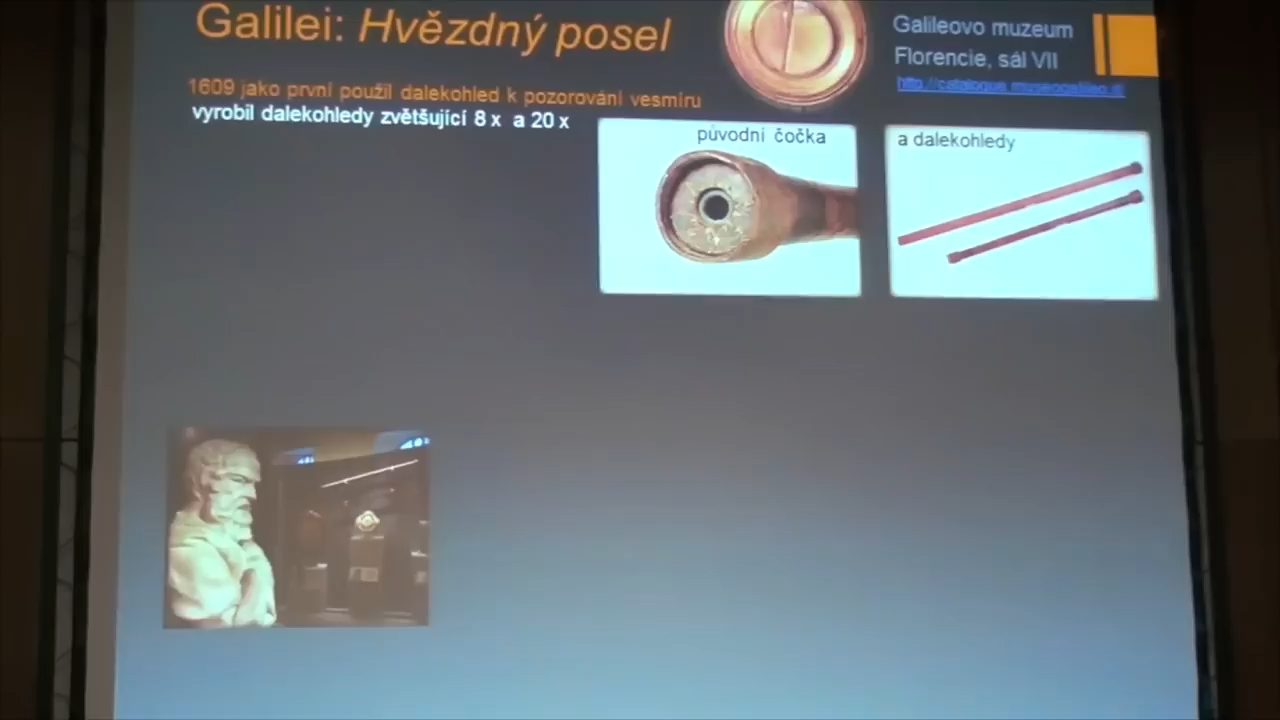 Galilei: Hvězdný posel
Galileovo muzeum
Florencie, sál VII
1609 jako první použil dalekohled k pozorování vesmíru
vyrobil dalekohledy zvětšující 8 x a 20 x
původní čočka
a dalekohledy